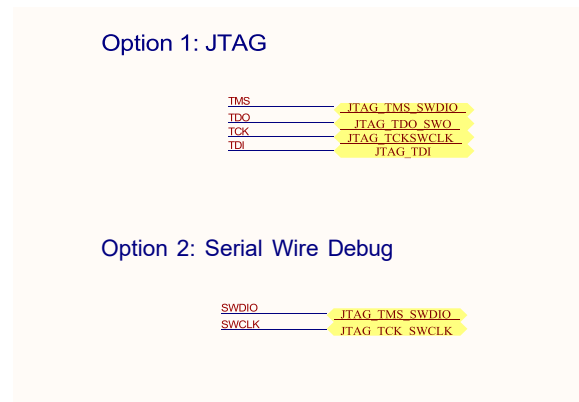 Option 1: JTAG
TMS JTAG_TMS_SWDIO
TDO JTAG_TDO_SWO
TCK JTAG_TCKSWCLK
TDI JTAG_TDI
Option 2: Serial Wire Debug
SWDIO JTAG_TMS_SWDIO
SWCLK JTAG_TCK_SWCLK